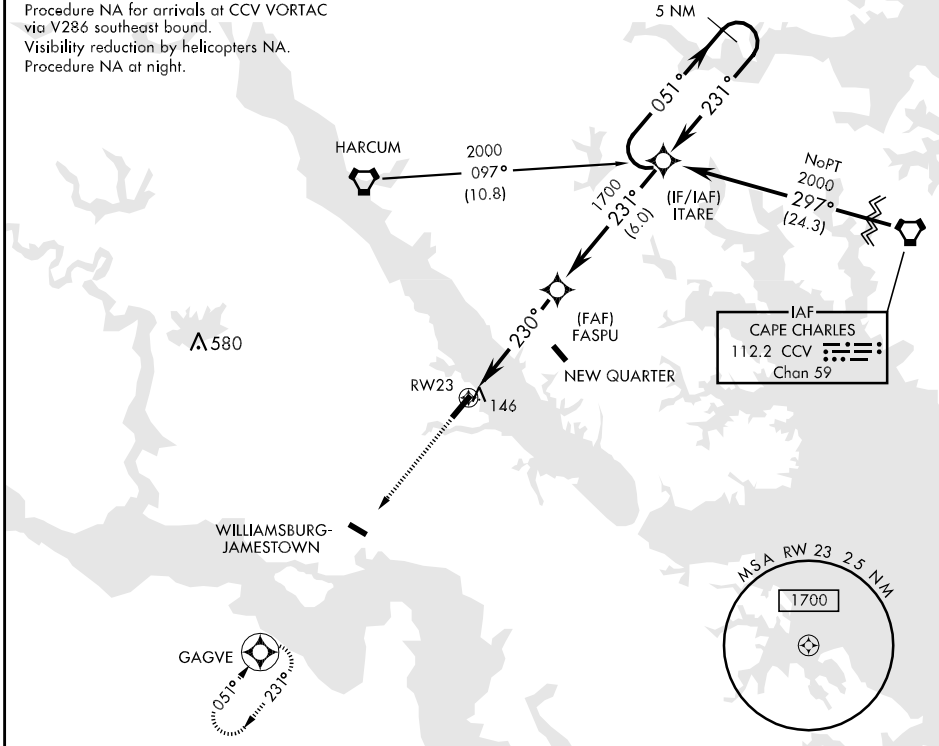 Procedure NA for arrivals at CCV VORTAC
via V286 southeast bound.
Visibility reduction by helicopters NA.
Procedure NA at night.
5 NM
051°
231°
HARCUM
2000
097°
(10.8)
NoPT
2000
297°
(24.3)
(IF/IAF)
ITARE
1700
231°
(6.0)
IAF
CAPE CHARLES
112.2 CCV
Chan 59
(FAF)
FASPU
230°
580
NEW QUARTER
RW23
146
WILLIAMSBURG-
JAMESTOWN
MSA RW 23 25 NM
1700
GAGVE
051°
231°